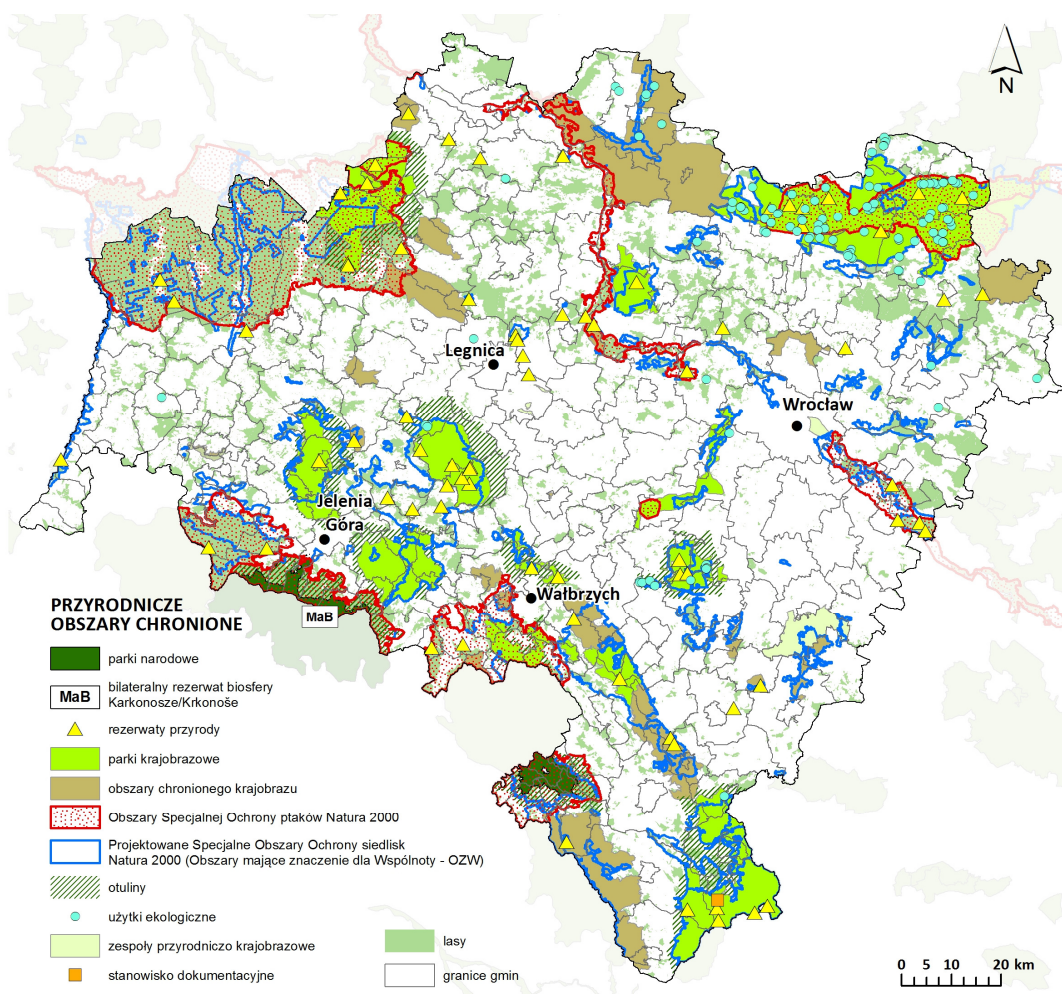 N
Legnica
Wrocław
Jelenia
Góra
Wałbrzych
MaB
PRZYRODNICZE
OBSZARY CHRONIONE
parki narodowe
MaB
bilateralny rezerwat biosfery
Karkonosze/Krkonoše
rezerwaty przyrody
parki krajobrazowe
obszary chronionego krajobrazu
Obszary Specjalnej Ochrony ptaków Natura 2000
Projektowane Specjalne Obszary Ochrony siedlisk
Natura 2000 (Obszary mające znaczenie dla Wspólnoty - OZW)
otuliny
użytki ekologiczne
zespoły przyrodniczo krajobrazowe
stanowisko dokumentacyjne
lasy
granice gmin
0 5 10 20 km